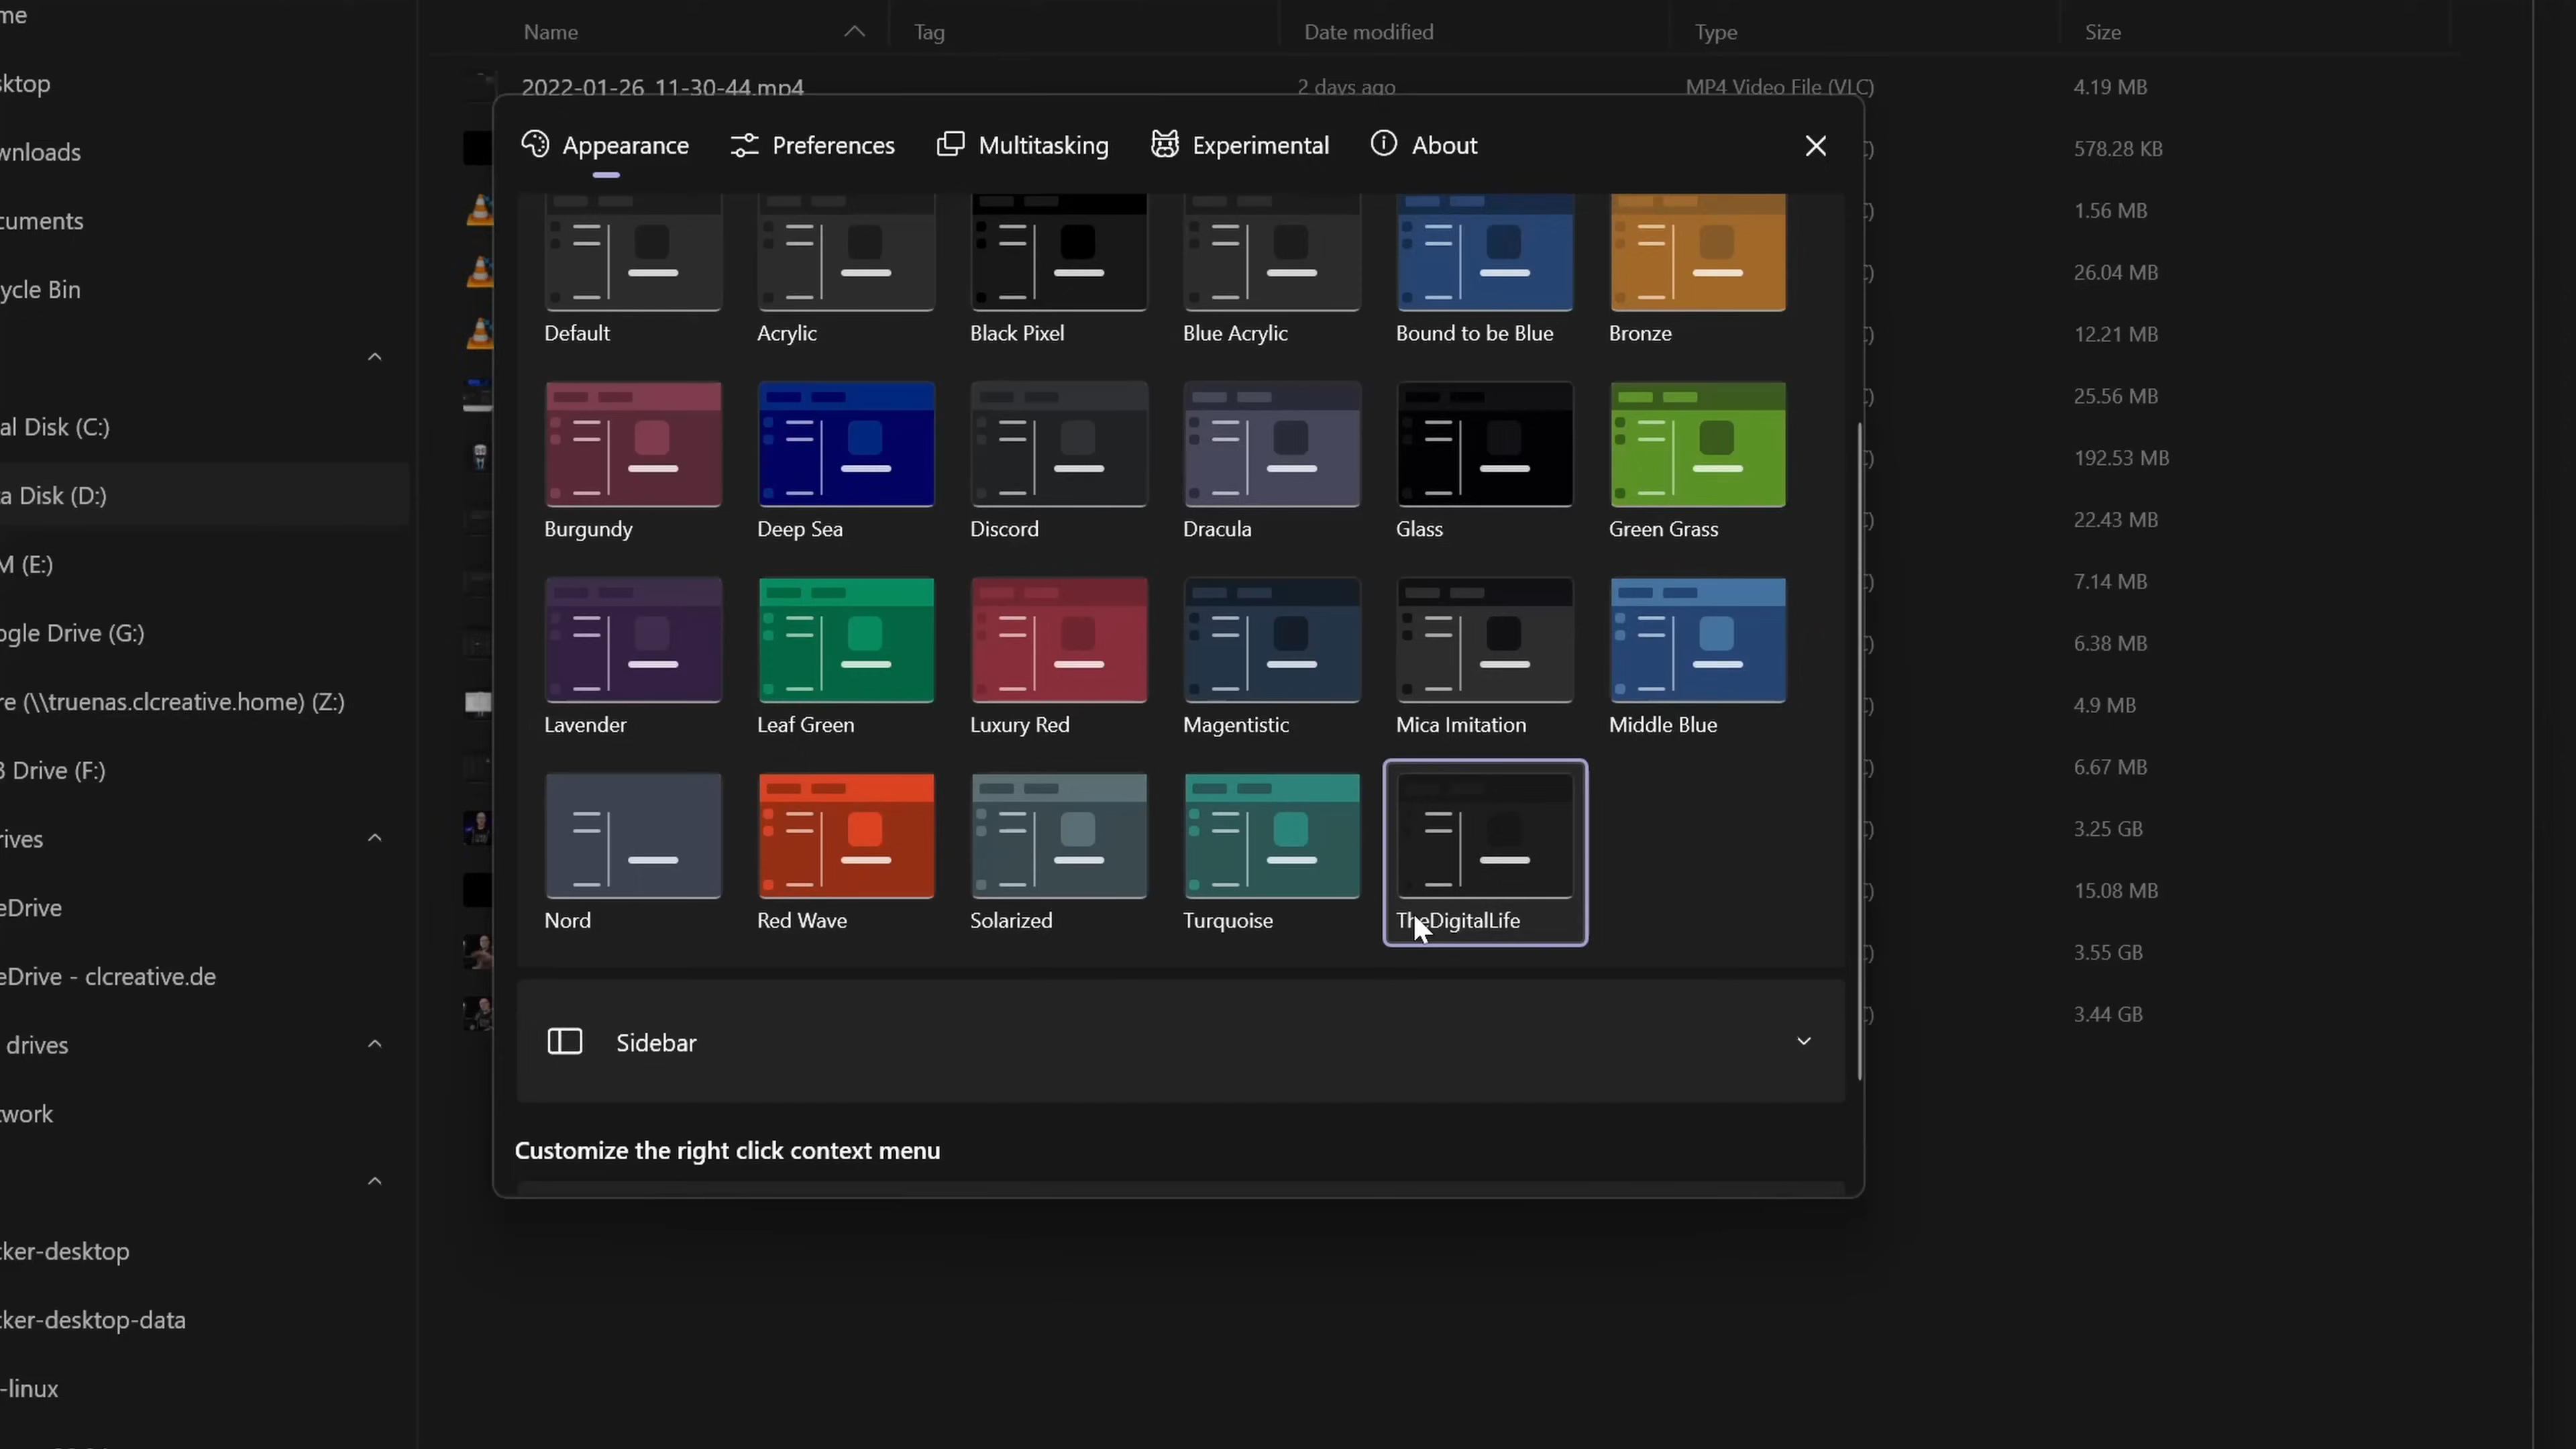 me
Name
Tag
Date modified
Type
Size
sktop
2022-01-26_11-30-44.mp4
2 days ago
MP4 Video File (VLC)
4.19 MB
Appearance
Preferences
Multitasking
Experimental
About
wnloads
578.28 KB
cuments
1.56 MB
ycle Bin
26.04 MB
Default
Acrylic
Black Pixel
Blue Acrylic
Bound to be Blue
Bronze
12.21 MB
25.56 MB
al Disk (C:)
192.53 MB
ta Disk (D:)
Burgundy
Deep Sea
Discord
Dracula
Glass
Green Grass
22.43 MB
M (E:)
7.14 MB
ogle Drive (G:)
6.38 MB
re (\\truenas.clcreative.home) (Z:)
4.9 MB
Lavender
Leaf Green
Luxury Red
Magentistic
Mica Imitation
Middle Blue
B Drive (F:)
6.67 MB
rives
3.25 GB
eDrive
15.08 MB
Nord
Red Wave
Solarized
Turquoise
TheDigitalLife
eDrive - clcreative.de
3.55 GB
3.44 GB
drives
Sidebar
twork
Customize the right click context menu
cker-desktop
cker-desktop-data
-linux